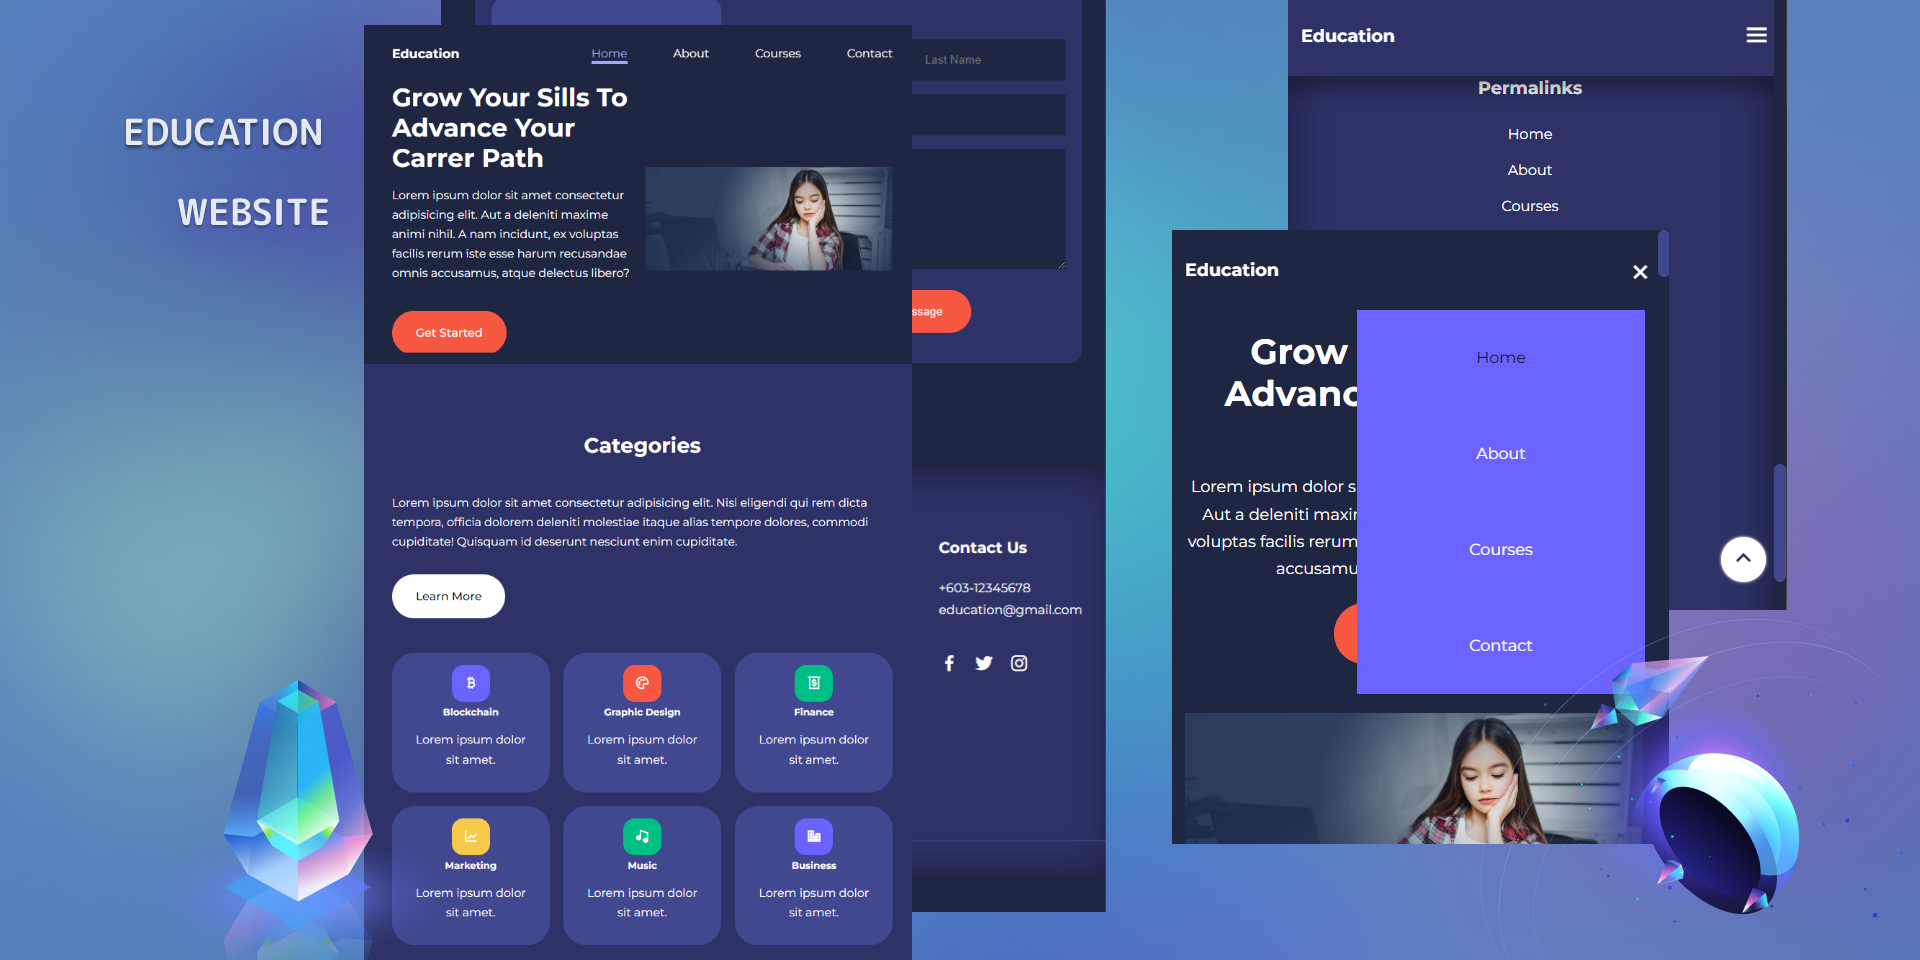 EDUCATION
WEBSITE
Education
Home
About
Courses
Contact
Grow Your Sills To
Advance Your
Carrer Path
Lorem ipsum dolor sit amet consectetur
adipisicing elit. Aut a deleniti maxime
animi nihil. A nam incidunt, ex voluptas
facilis rerum iste esse harum recusandae
omnis accusamus, atque delectus libero?
Get Started
Categories
Lorem ipsum dolor sit amet consectetur adipisicing elit. Nisi eligendi qui rem dicta
tempora, officia dolorem deleniti molestiae itaque alias tempore dolores, commodi
cupiditate! Quisquam id deserunt nesciunt enim cupiditate.
Learn More
Blockchain
Lorem ipsum dolor
sit amet.
Graphic Design
Lorem ipsum dolor
sit amet.
Finance
Lorem ipsum dolor
sit amet.
Marketing
Lorem ipsum dolor
sit amet.
Music
Lorem ipsum dolor
sit amet.
Business
Lorem ipsum dolor
sit amet.
Last Name
ssage
Contact Us
+603-12345678
education@gmail.com
Education
Permalinks
Home
About
Courses
Education
Grow
Advanc
Lorem ipsum dolor s
Aut a deleniti maxir
voluptas facilis rerum
accusamu
Home
About
Courses
Contact